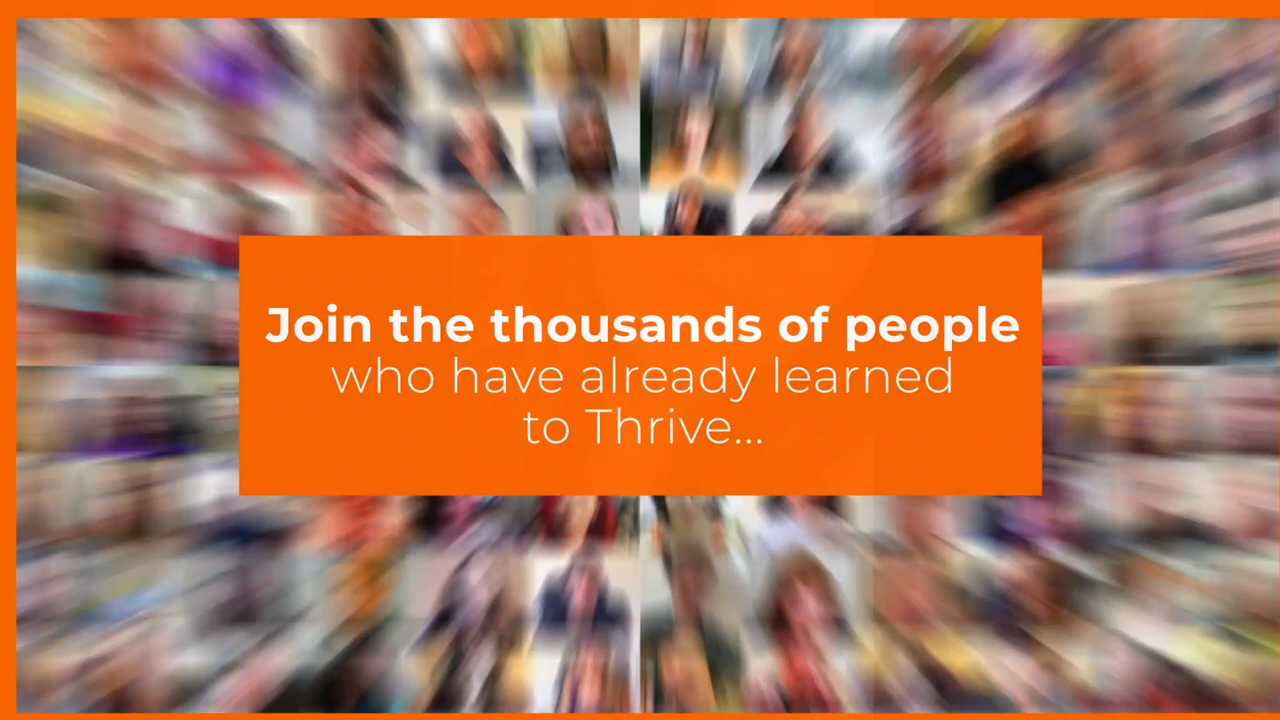 Join the thousands of people
who have already learned
to Thrive...